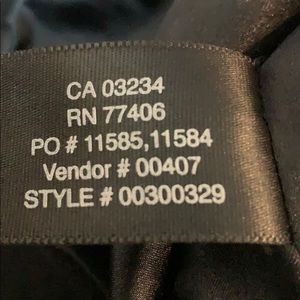 CA 03234
RN 77406
PO # 11585,11584
Vendor # 00407
STYLE # 00300329